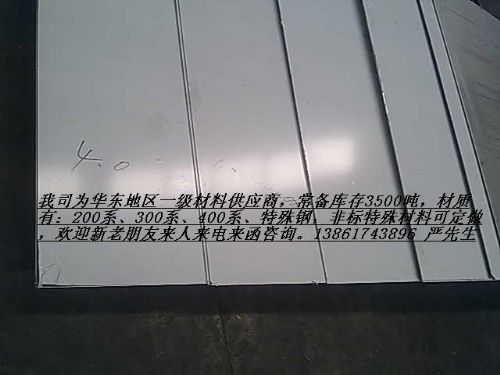 4.0
我司为华东地区一级材料供应商，常备库存3500吨，材质
有：200系、300系、400系、特殊钢、非标特殊材料可定做
，欢迎新老朋友来人来电来函咨询。13861743896 严先生